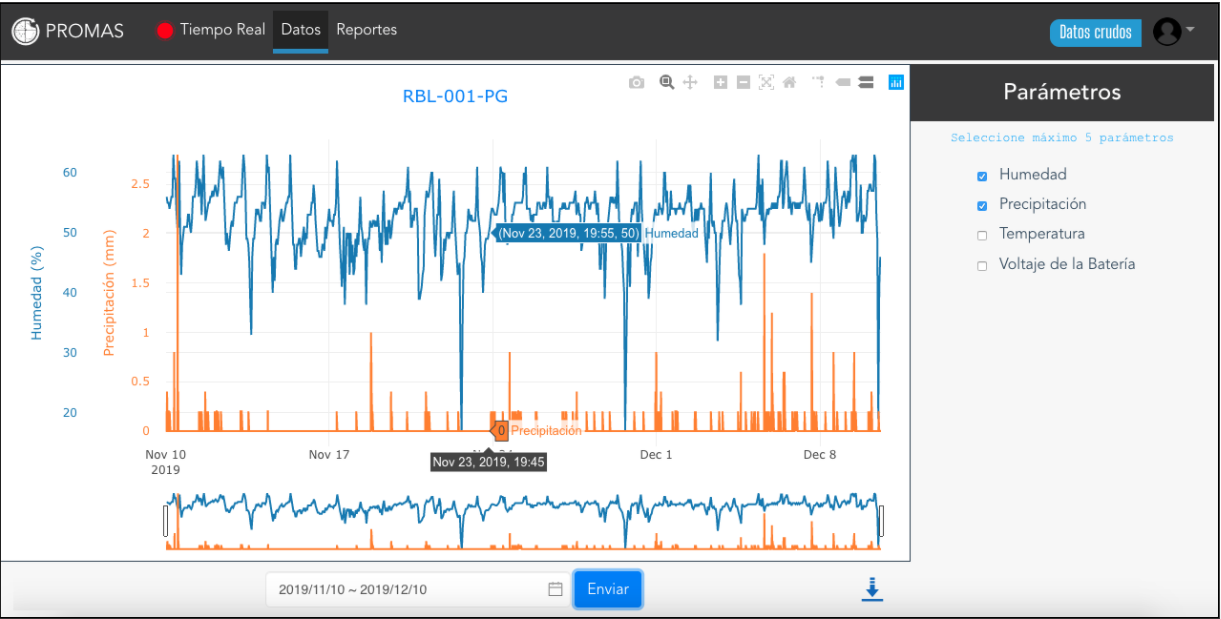 PROMAS
Tiempo Real
Datos
Reportes
Datos crudos
RBL-001-PG
Humedad (%)
60
50
40
30
20
Precipitación (mm)
2.5
2
1.5
1
0.5
0
(Nov 23, 2019, 19:55, 50) Humedad
0 Precipitación
Nov 23, 2019, 19:45
Nov 10
2019
Nov 17
Dec 1
Dec 8
2019/11/10 ~ 2019/12/10
Enviar
Parámetros
Seleccione máximo 5 parámetros
Humedad
Precipitación
Temperatura
Voltaje de la Batería